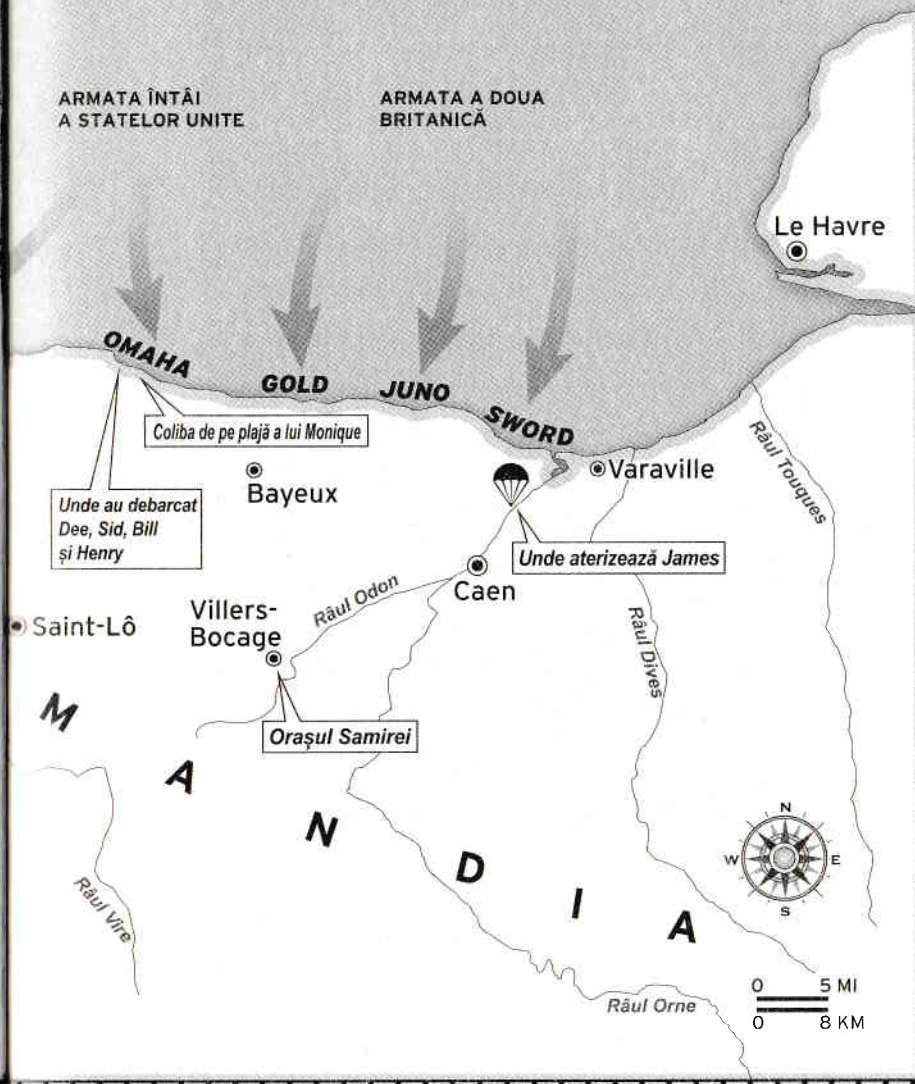 ARMATA ÎNTÂI
A STATELOR UNITE
ARMATA A DOUA
BRITANICĂ
Le Havre
OMAHA
GOLD
JUNO
SWORD
Coliba de pe plajă a lui Monique
Varaville
Râul Touques
Bayeux
Unde au debarcat
Dee, Sid, Bill
și Henry
Unde aterizează James
Caen
Râul Odon
Villers-
Bocage
Saint-Lô
Râul Dives
Orașul Samirei
M A N D I A
N
W E
S
Râul Vire
Râul Orne
0 5 MI
0 8 KM